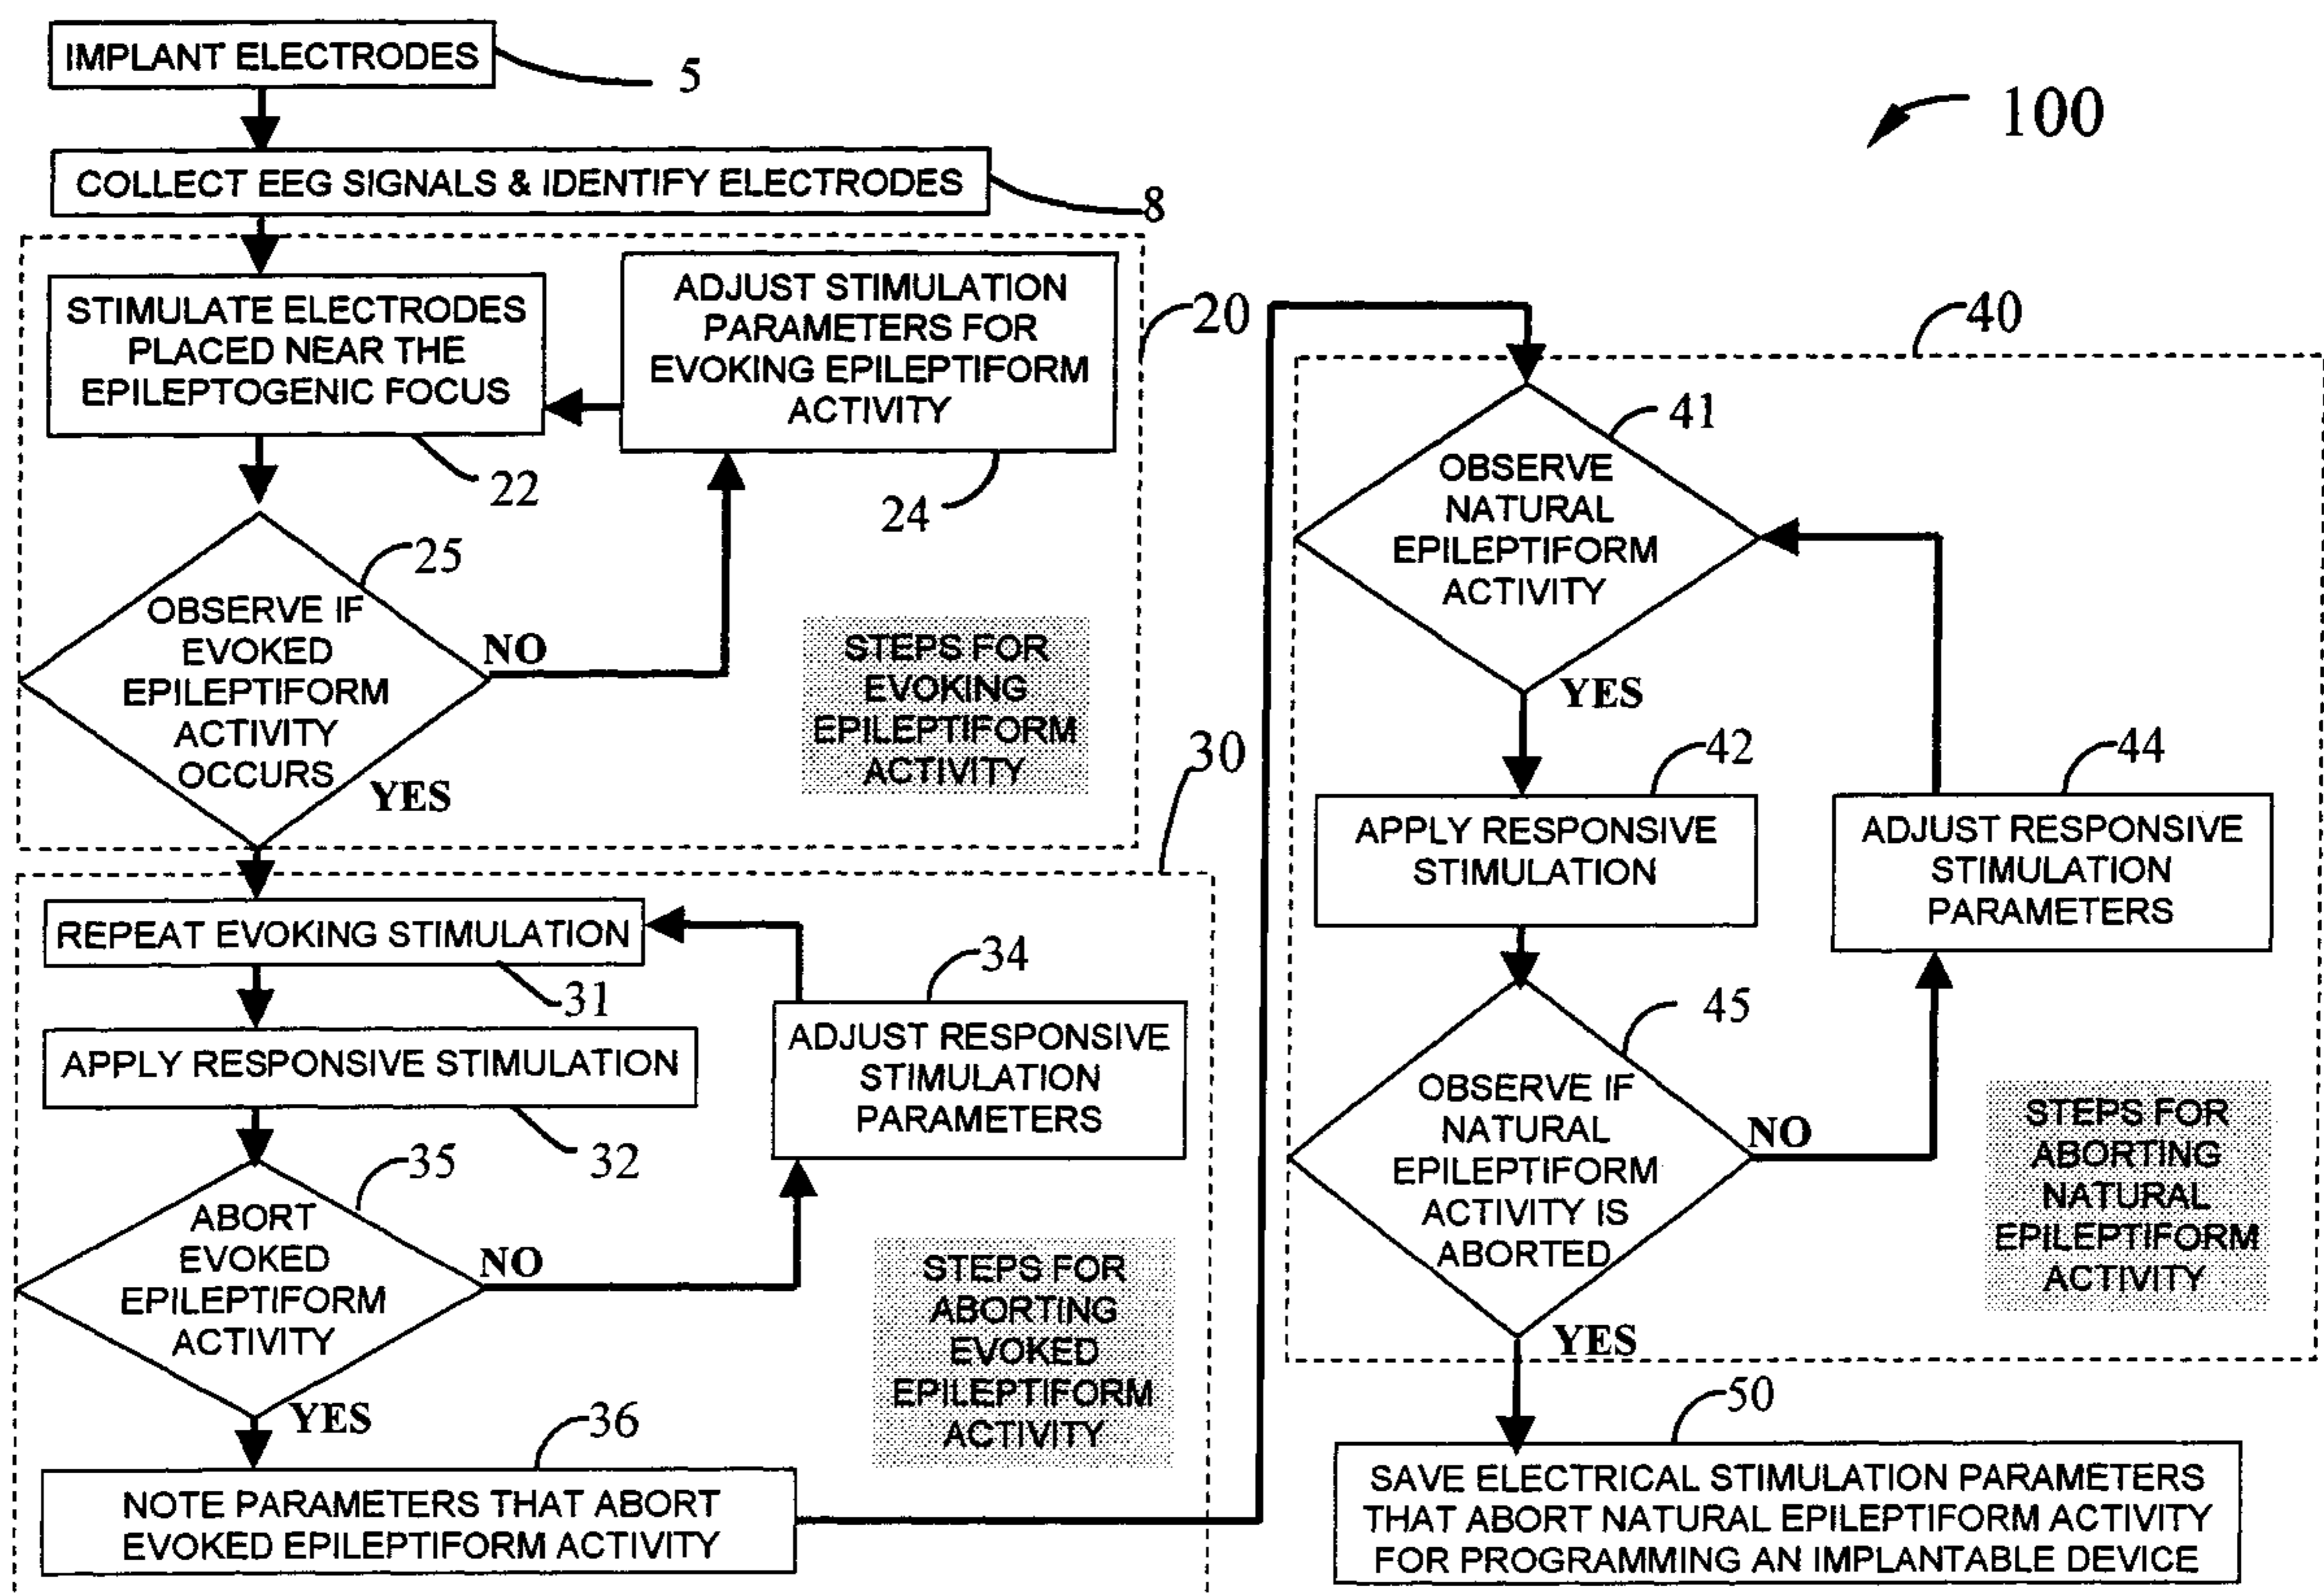 IMPLANT ELECTRODES
5
100
COLLECT EEG SIGNALS & IDENTIFY ELECTRODES
8
STIMULATE ELECTRODES
PLACED NEAR THE
EPILEPTOGENIC FOCUS
22
ADJUST STIMULATION
PARAMETERS FOR
EVOKING EPILEPTIFORM
ACTIVITY
24
20
25
OBSERVE IF
EVOKED
EPILEPTIFORM
ACTIVITY
OCCURS
NO
YES
STEPS FOR
EVOKING
EPILEPTIFORM
ACTIVITY
30
REPEAT EVOKING STIMULATION
31
APPLY RESPONSIVE STIMULATION
32
34
ADJUST RESPONSIVE
STIMULATION
PARAMETERS
35
ABORT
EVOKED
EPILEPTIFORM
ACTIVITY
NO
YES
STEPS FOR
ABORTING
EVOKED
EPILEPTIFORM
ACTIVITY
36
NOTE PARAMETERS THAT ABORT
EVOKED EPILEPTIFORM ACTIVITY
40
41
OBSERVE
NATURAL
EPILEPTIFORM
ACTIVITY
YES
42
APPLY RESPONSIVE
STIMULATION
44
ADJUST RESPONSIVE
STIMULATION
PARAMETERS
45
OBSERVE IF
NATURAL
EPILEPTIFORM
ACTIVITY IS
ABORTED
NO
YES
STEPS FOR
ABORTING
NATURAL
EPILEPTIFORM
ACTIVITY
50
SAVE ELECTRICAL STIMULATION PARAMETERS
THAT ABORT NATURAL EPILEPTIFORM ACTIVITY
FOR PROGRAMMING AN IMPLANTABLE DEVICE